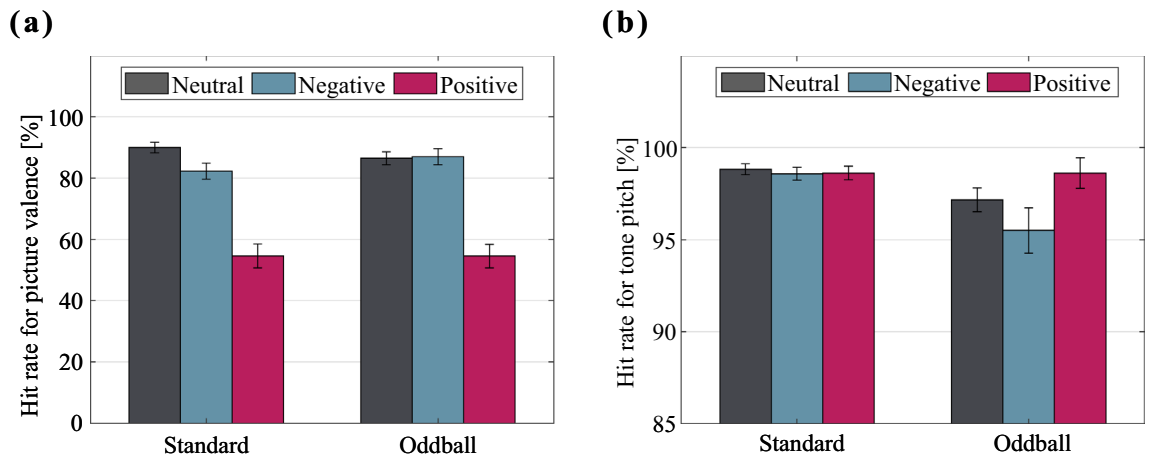 (a)
Neutral Negative Positive
Hit rate for picture valence [%]
100
80
60
40
20
0
Standard Oddball
(b)
Neutral Negative Positive
Hit rate for tone pitch [%]
100
95
90
85
Standard Oddball